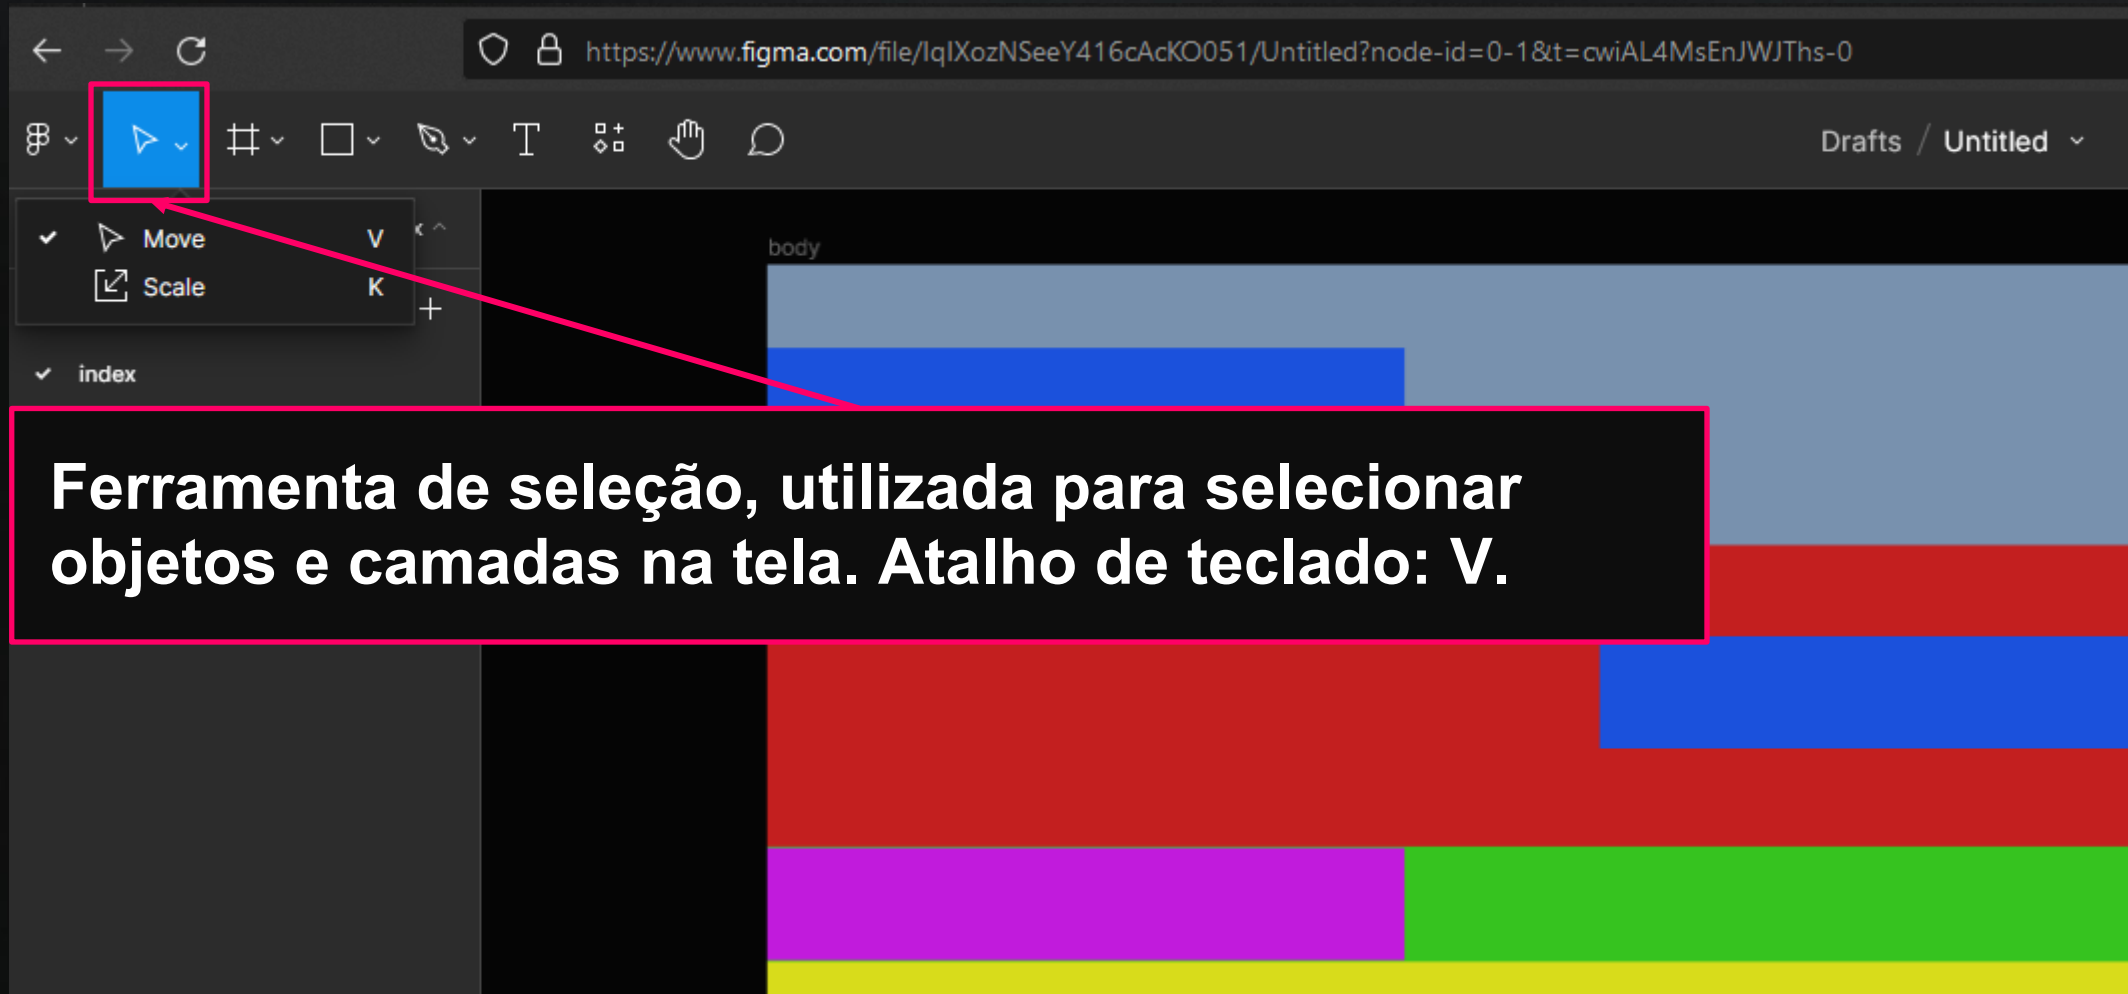 https://www.figma.com/file/IqIXozNSeeY416cAcKO051/Untitled?node-id=0-1&t=cwiAL4MsEnJWJThs-0
Drafts / Untitled
Move V
Scale K
body
index
Ferramenta de seleção, utilizada para selecionar
objetos e camadas na tela. Atalho de teclado: V.